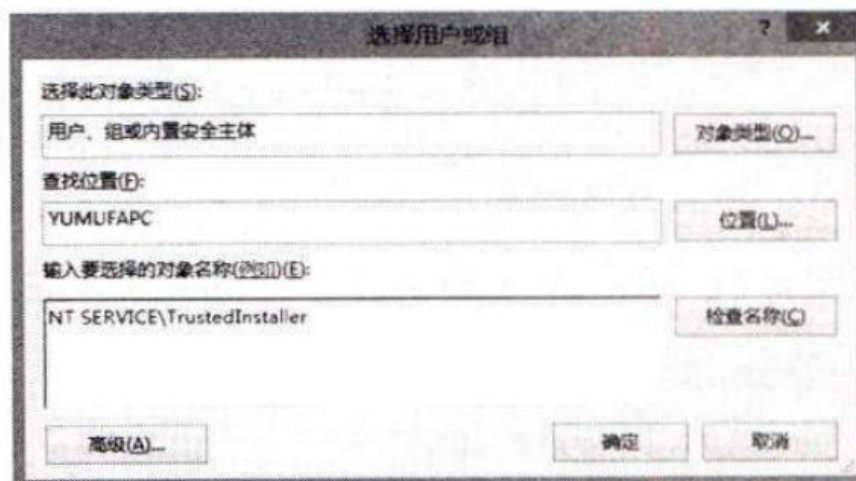 选择用户或组
? ×
选择此对象类型(S):
用户、组或内置安全主体
对象类型(O)...
查找位置(F):
YUMUFAPC
位置(L)...
输入要选择的对象名称(例如)(E):
NT SERVICE\TrustedInstaller
检查名称(C)
高级(A)...
确定
取消